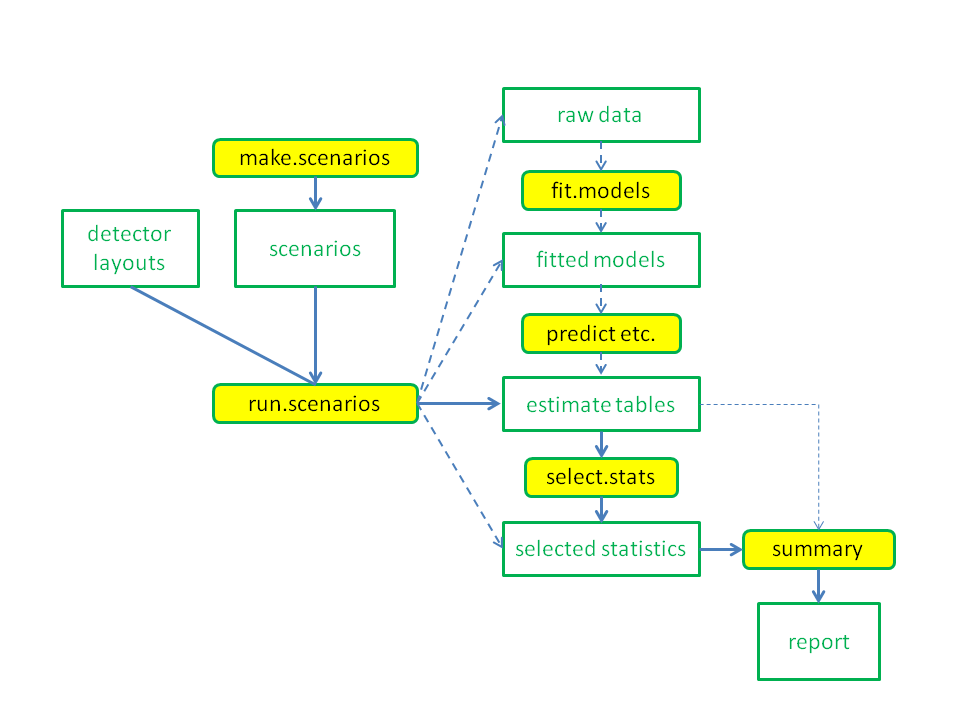 make.scenarios
detector
layouts
scenarios
run.scenarios
raw data
fit.models
fitted models
predict etc.
estimate tables
select.stats
selected statistics
summary
report